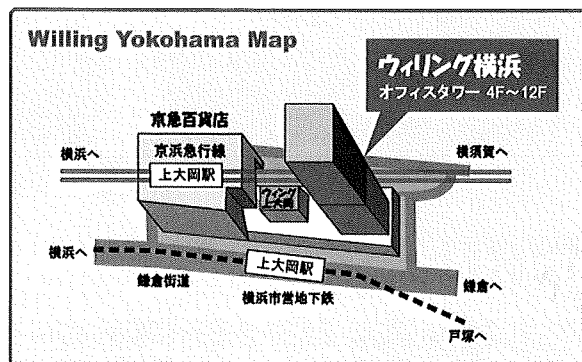 Willing Yokohama Map
ウィリング横浜
オフィスタワー 4F～12F
京急百貨店
京浜急行線
横浜へ
上大岡駅
横須賀へ
ウィング
上大岡
横浜へ
上大岡駅
鎌倉街道
横浜市営地下鉄
鎌倉へ
戸塚へ